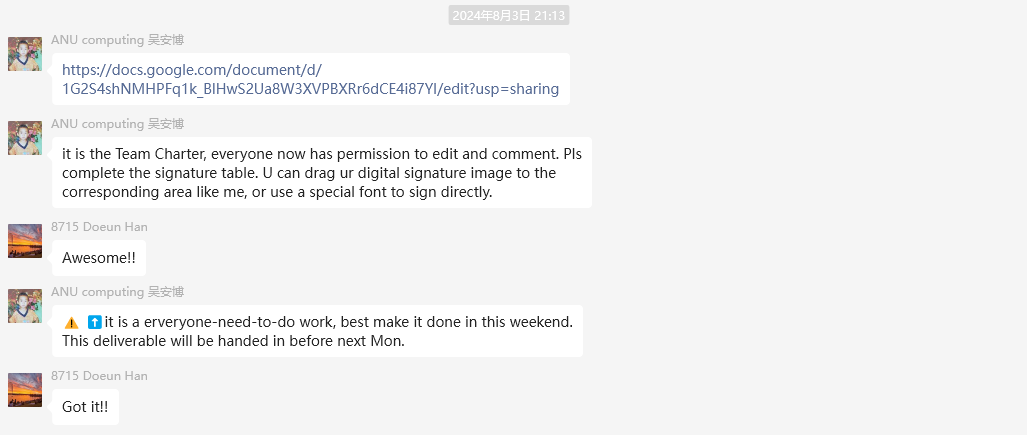 2024年8月3日 21:13
ANU computing 吴安博
https://docs.google.com/document/d/
1G2S4shNMHPFq1k_BlHwS2Ua8W3XVPBXRr6dCE4i87YI/edit?usp=sharing
ANU computing 吴安博
it is the Team Charter, everyone now has permission to edit and comment. Pls
complete the signature table. U can drag ur digital signature image to the
corresponding area like me, or use a special font to sign directly.
8715 Doeun Han
Awesome!!
ANU computing 吴安博
⚠️ ⬆️it is a erveryone-need-to-do work, best make it done in this weekend.
This deliverable will be handed in before next Mon.
8715 Doeun Han
Got it!!